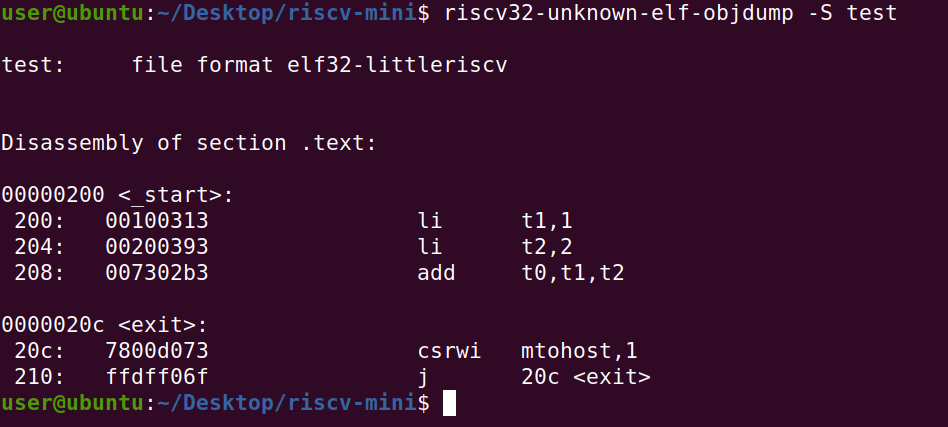 user@ubuntu:~/Desktop/riscv-mini$ riscv32-unknown-elf-objdump -S test
test:     file format elf32-littleriscv
Disassembly of section .text:
00000200 <_start>:
 200:   00100313                li      t1,1
 204:   00200393                li      t2,2
 208:   007302b3                add     t0,t1,t2
0000020c <exit>:
 20c:   7800d073                csrwi   mtohost,1
 210:   ffdff06f                j       20c <exit>
user@ubuntu:~/Desktop/riscv-mini$